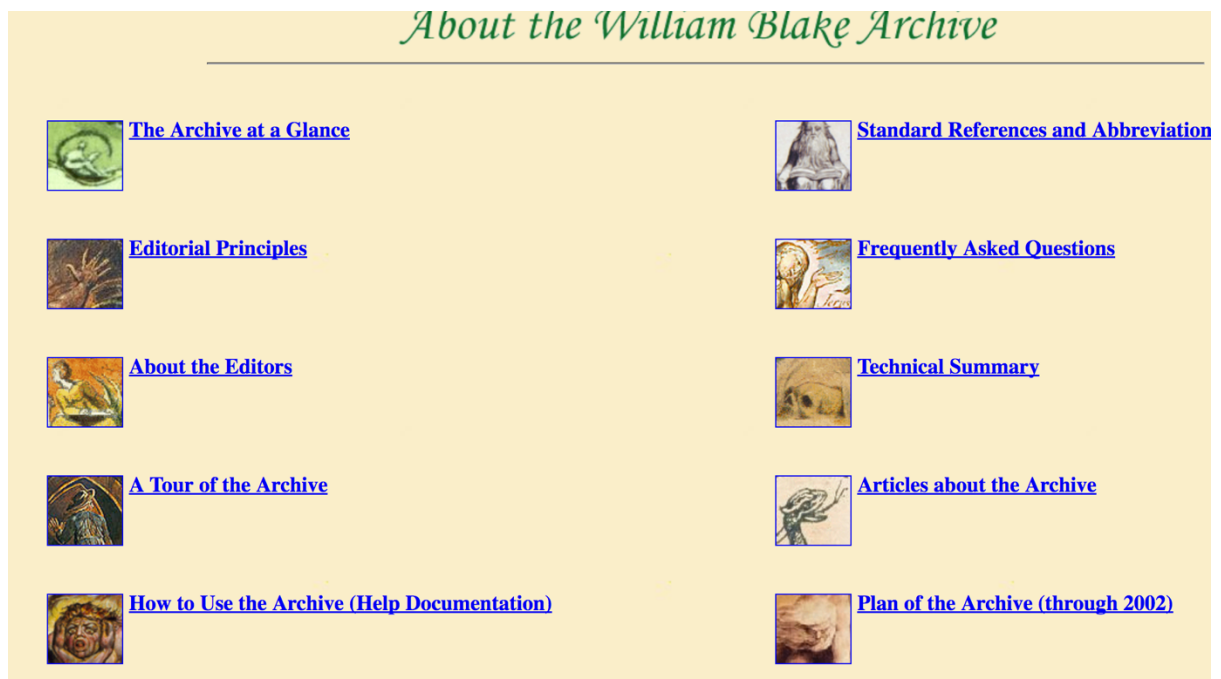 About the William Blake Archive
The Archive at a Glance
Standard References and Abbreviation
Editorial Principles
Frequently Asked Questions
About the Editors
Technical Summary
A Tour of the Archive
Articles about the Archive
How to Use the Archive (Help Documentation)
Plan of the Archive (through 2002)